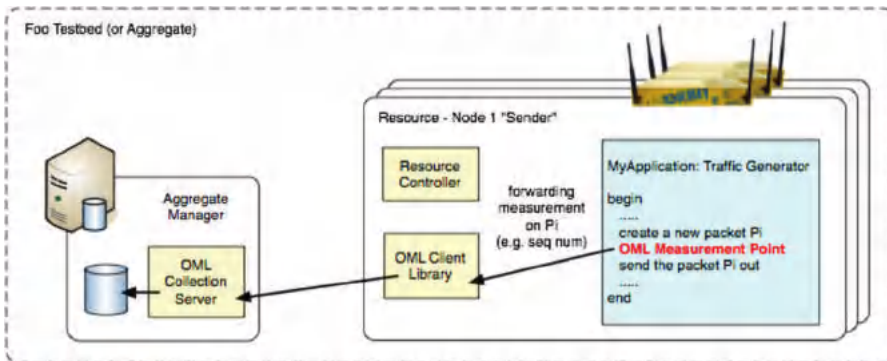 Foo Testbed (or Aggregate)
Resource - Node 1 "Sender"
Aggregate
Manager
OML
Collection
Server
Resource
Controller
OML Client
Library
forwarding
measurement
on Pi
(e.g. seq num)
MyApplication: Traffic Generator
begin
.....
create a new packet Pi
OML Measurement Point
send the packet Pi out
.....
end